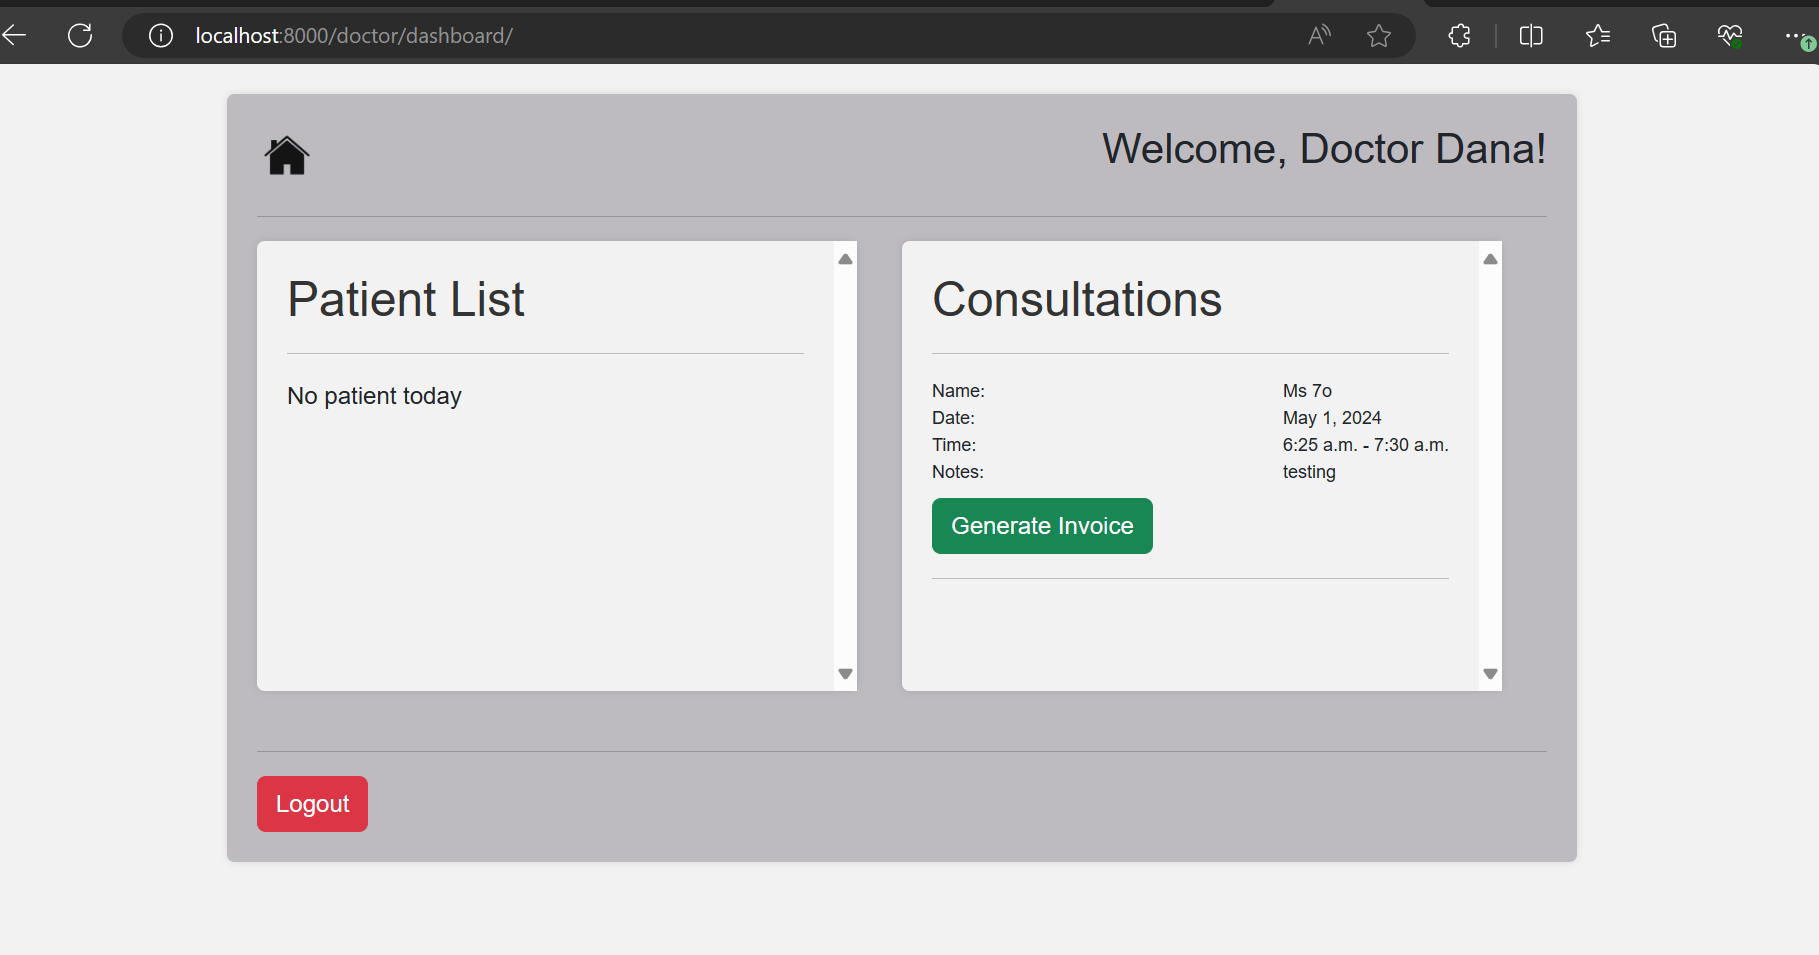 localhost:8000/doctor/dashboard/
Welcome, Doctor Dana!
Patient List
No patient today
Consultations
Name: Ms 7o
Date: May 1, 2024
Time: 6:25 a.m. - 7:30 a.m.
Notes: testing
Generate Invoice
Logout